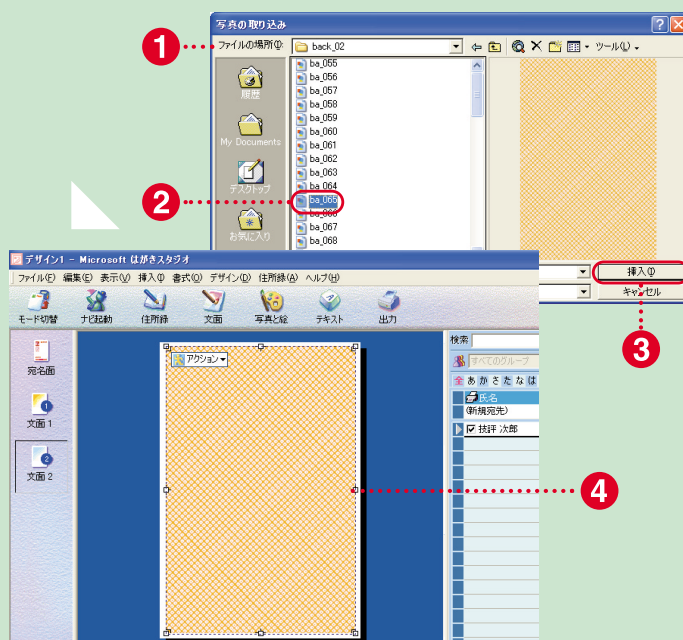 写真の取り込み
1
ファイルの場所(I):
back_02
ツール(L)
履歴
My Documents
デスクトップ
お気に入り
ba_055
ba_056
ba_057
ba_058
ba_059
ba_060
ba_061
ba_062
ba_063
ba_064
2
ba_065
ba_066
ba_067
ba_068
挿入(I)
キャンセル
3
デザイン1 - Microsoft はがきスタジオ
ファイル(F) 編集(E) 表示(V) 挿入(I) 書式(O) デザイン(D) 住所録(A) ヘルプ(H)
モード切替 ナビ起動 住所録 文面 写真と絵 テキスト 出力
宛名面
1
文面 1
2
文面 2
アクション
4
検索
すべてのグループ
全 あ か さ た な は
氏名
(新規宛先)
技評 次郎